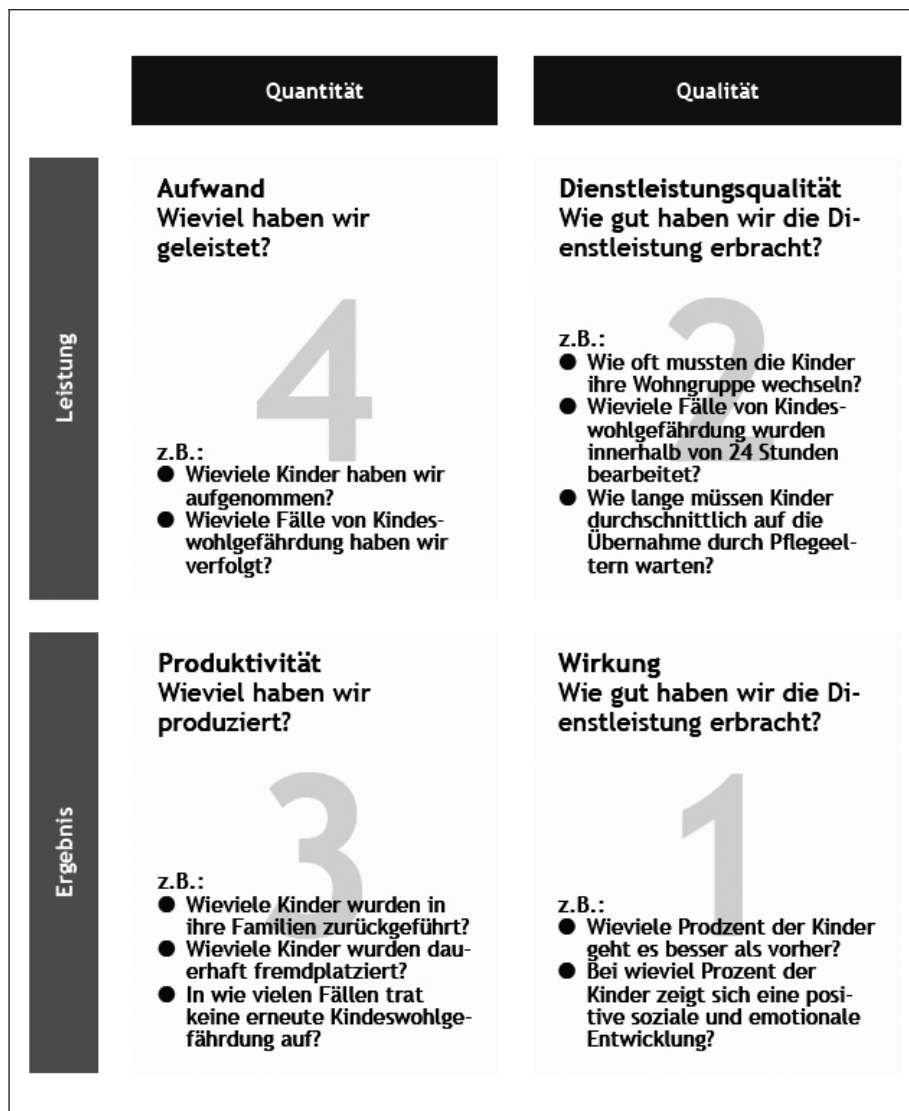 Quantität
Qualität
Leistung
Aufwand
Wieviel haben wir
geleistet?
4
z.B.:
● Wieviele Kinder haben wir
aufgenommen?
● Wieviele Fälle von Kindes-
wohlgefährdung haben wir
verfolgt?
Dienstleistungsqualität
Wie gut haben wir die Di-
enstleistung erbracht?
2
z.B.:
● Wie oft mussten die Kinder
ihre Wohngruppe wechseln?
● Wieviele Fälle von Kindes-
wohlgefährdung wurden
innerhalb von 24 Stunden
bearbeitet?
● Wie lange müssen Kinder
durchschnittlich auf die
Übernahme durch Pflegeel-
tern warten?
Ergebnis
Produktivität
Wieviel haben wir
produziert?
3
z.B.:
● Wieviele Kinder wurden in
ihre Familien zurückgeführt?
● Wieviele Kinder wurden dau-
erhaft fremdplatziert?
● In wie vielen Fällen trat
keine erneute Kindeswohlge-
fährdung auf?
Wirkung
Wie gut haben wir die Di-
enstleistung erbracht?
1
z.B.:
● Wieviele Prodzent der Kinder
geht es besser als vorher?
● Bei wieviel Prozent der
Kinder zeigt sich eine posi-
tive soziale und emotionale
Entwicklung?